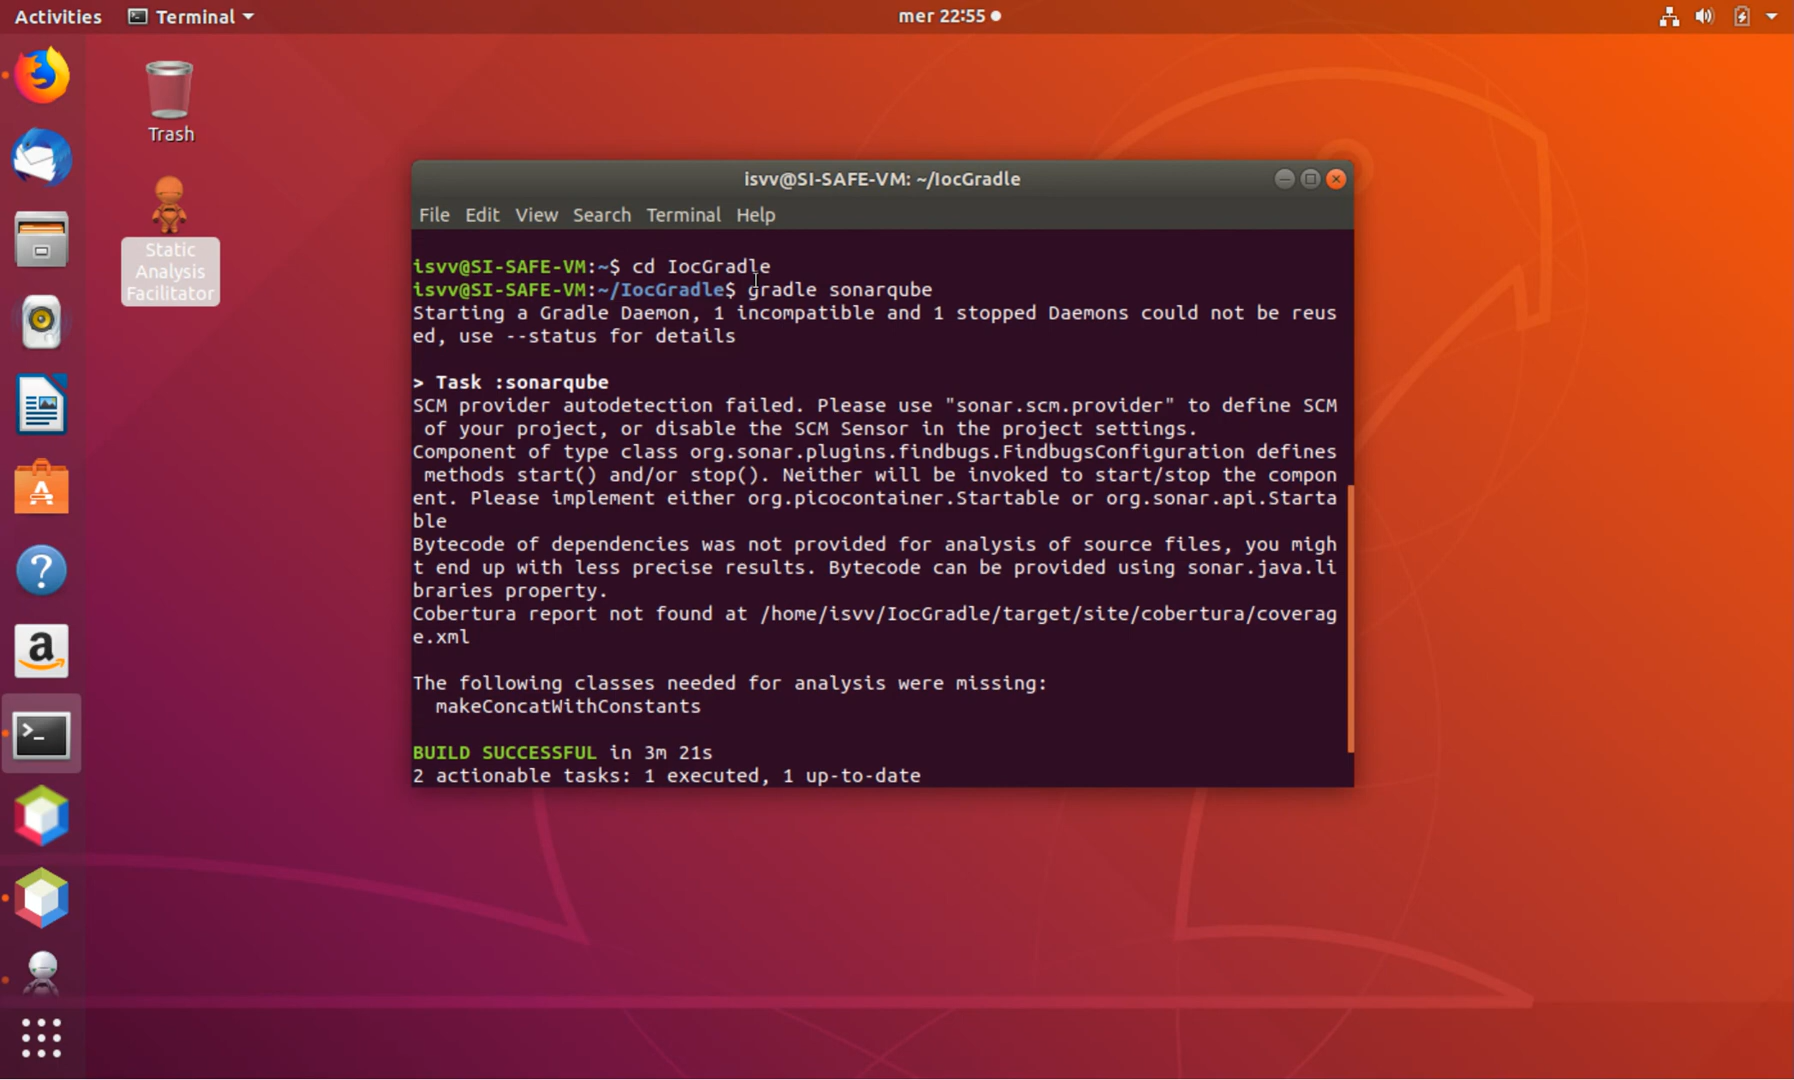 Activities Terminal mer 22:55
Trash
Static
Analysis
Facilitator
isvv@SI-SAFE-VM: ~/IocGradle
File Edit View Search Terminal Help
isvv@SI-SAFE-VM:~$ cd IocGradle
isvv@SI-SAFE-VM:~/IocGradle$ gradle sonarqube
Starting a Gradle Daemon, 1 incompatible and 1 stopped Daemons could not be reus
ed, use --status for details
> Task :sonarqube
SCM provider autodetection failed. Please use "sonar.scm.provider" to define SCM
of your project, or disable the SCM Sensor in the project settings.
Component of type class org.sonar.plugins.findbugs.FindbugsConfiguration defines
methods start() and/or stop(). Neither will be invoked to start/stop the compon
ent. Please implement either org.picocontainer.Startable or org.sonar.api.Starta
ble
Bytecode of dependencies was not provided for analysis of source files, you migh
t end up with less precise results. Bytecode can be provided using sonar.java.li
braries property.
Cobertura report not found at /home/isvv/IocGradle/target/site/cobertura/coverag
e.xml
The following classes needed for analysis were missing:
makeConcatWithConstants
BUILD SUCCESSFUL in 3m 21s
2 actionable tasks: 1 executed, 1 up-to-date